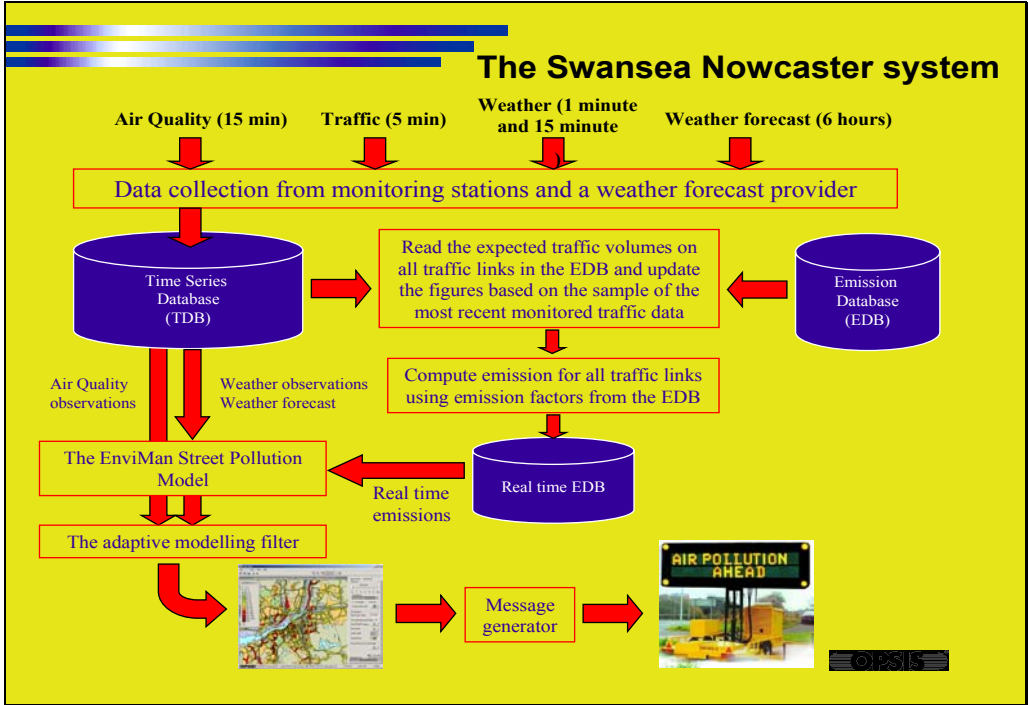 The Swansea Nowcaster system
Air Quality (15 min)
Traffic (5 min)
Weather (1 minute
and 15 minute
)
Weather forecast (6 hours)
Data collection from monitoring stations and a weather forecast provider
Time Series
Database
(TDB)
Read the expected traffic volumes on
all traffic links in the EDB and update
the figures based on the sample of the
most recent monitored traffic data
Emission
Database
(EDB)
Air Quality
observations
Weather observations
Weather forecast
Compute emission for all traffic links
using emission factors from the EDB
The EnviMan Street Pollution
Model
Real time
emissions
Real time EDB
The adaptive modelling filter
Message
generator
AIR POLLUTION
AHEAD
OPSIS